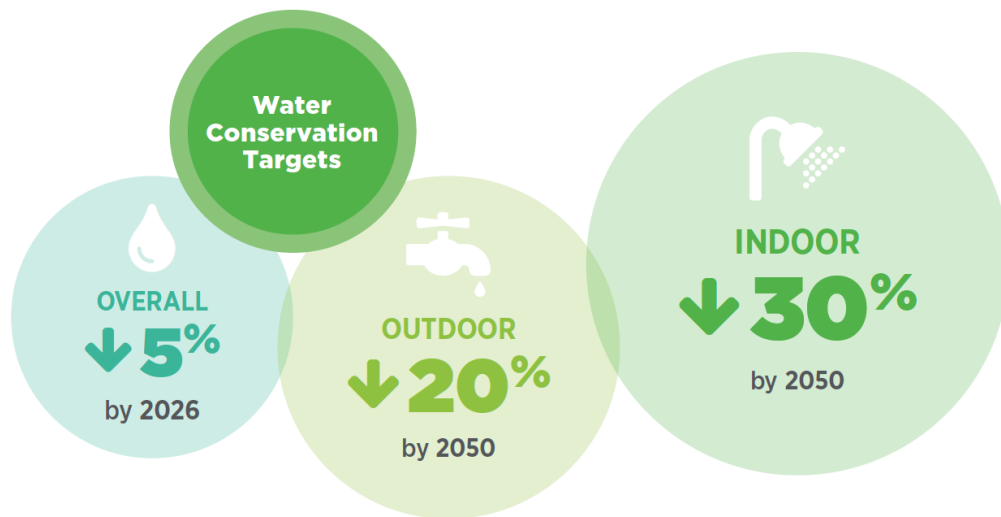 Water
Conservation
Targets
OVERALL
↓5%
by 2026
OUTDOOR
↓20%
by 2050
INDOOR
↓30%
by 2050